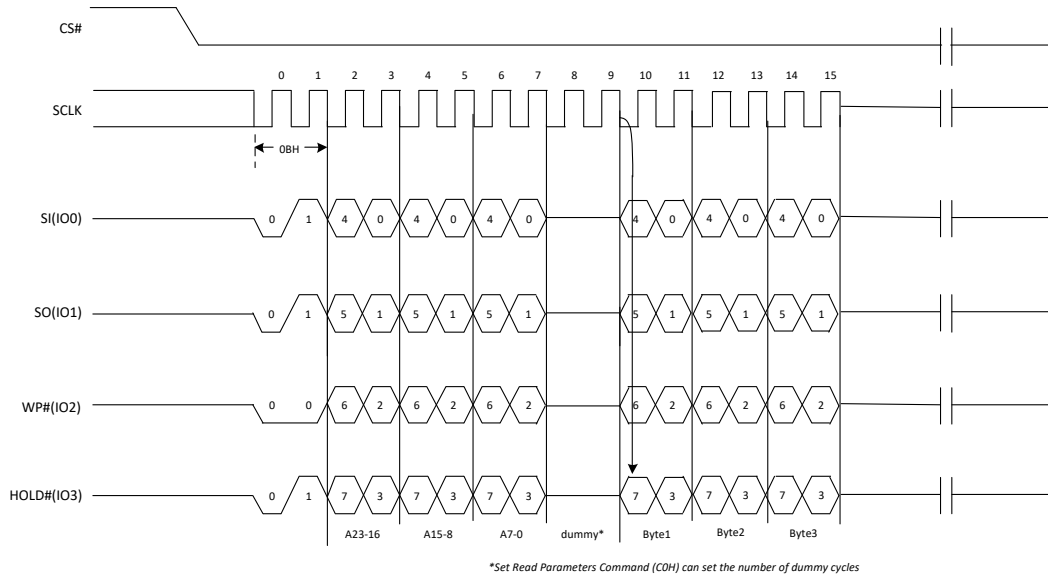 CS#
0 1 2 3 4 5 6 7 8 9 10 11 12 13 14 15
SCLK
0BH
SI(IO0) 0 1 4 0 4 0 4 0 4 0 4 0 4 0
SO(IO1) 0 1 5 1 5 1 5 1 5 1 5 1 5 1
WP#(IO2) 0 0 6 2 6 2 6 2 6 2 6 2 6 2
HOLD#(IO3) 0 1 7 3 7 3 7 3 7 3 7 3 7 3
A23-16 A15-8 A7-0 dummy* Byte1 Byte2 Byte3
*Set Read Parameters Command (C0H) can set the number of dummy cycles